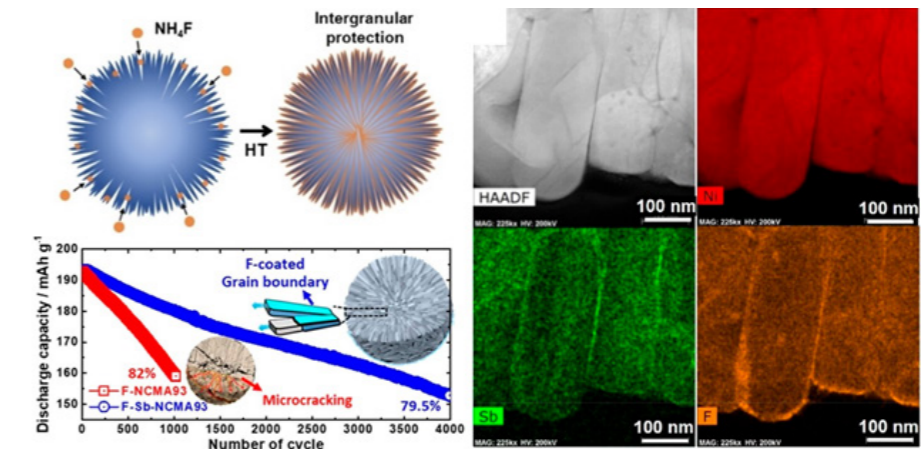 NH₄F
Intergranular
protection
HT
HAADF
100 nm
MAG: 225kx HV: 200kV
Ni
100 nm
MAG: 225kx HV: 200kV
Discharge capacity / mAh g⁻¹
200
190
180
170
160
150
F-coated
Grain boundary
82%
F-NCMA93
F-Sb-NCMA93
Microcracking
79.5%
0 500 1000 1500 2000 2500 3000 3500 4000
Number of cycle
Sb
100 nm
MAG: 225kx HV: 200kV
F
100 nm
MAG: 225kx HV: 200kV